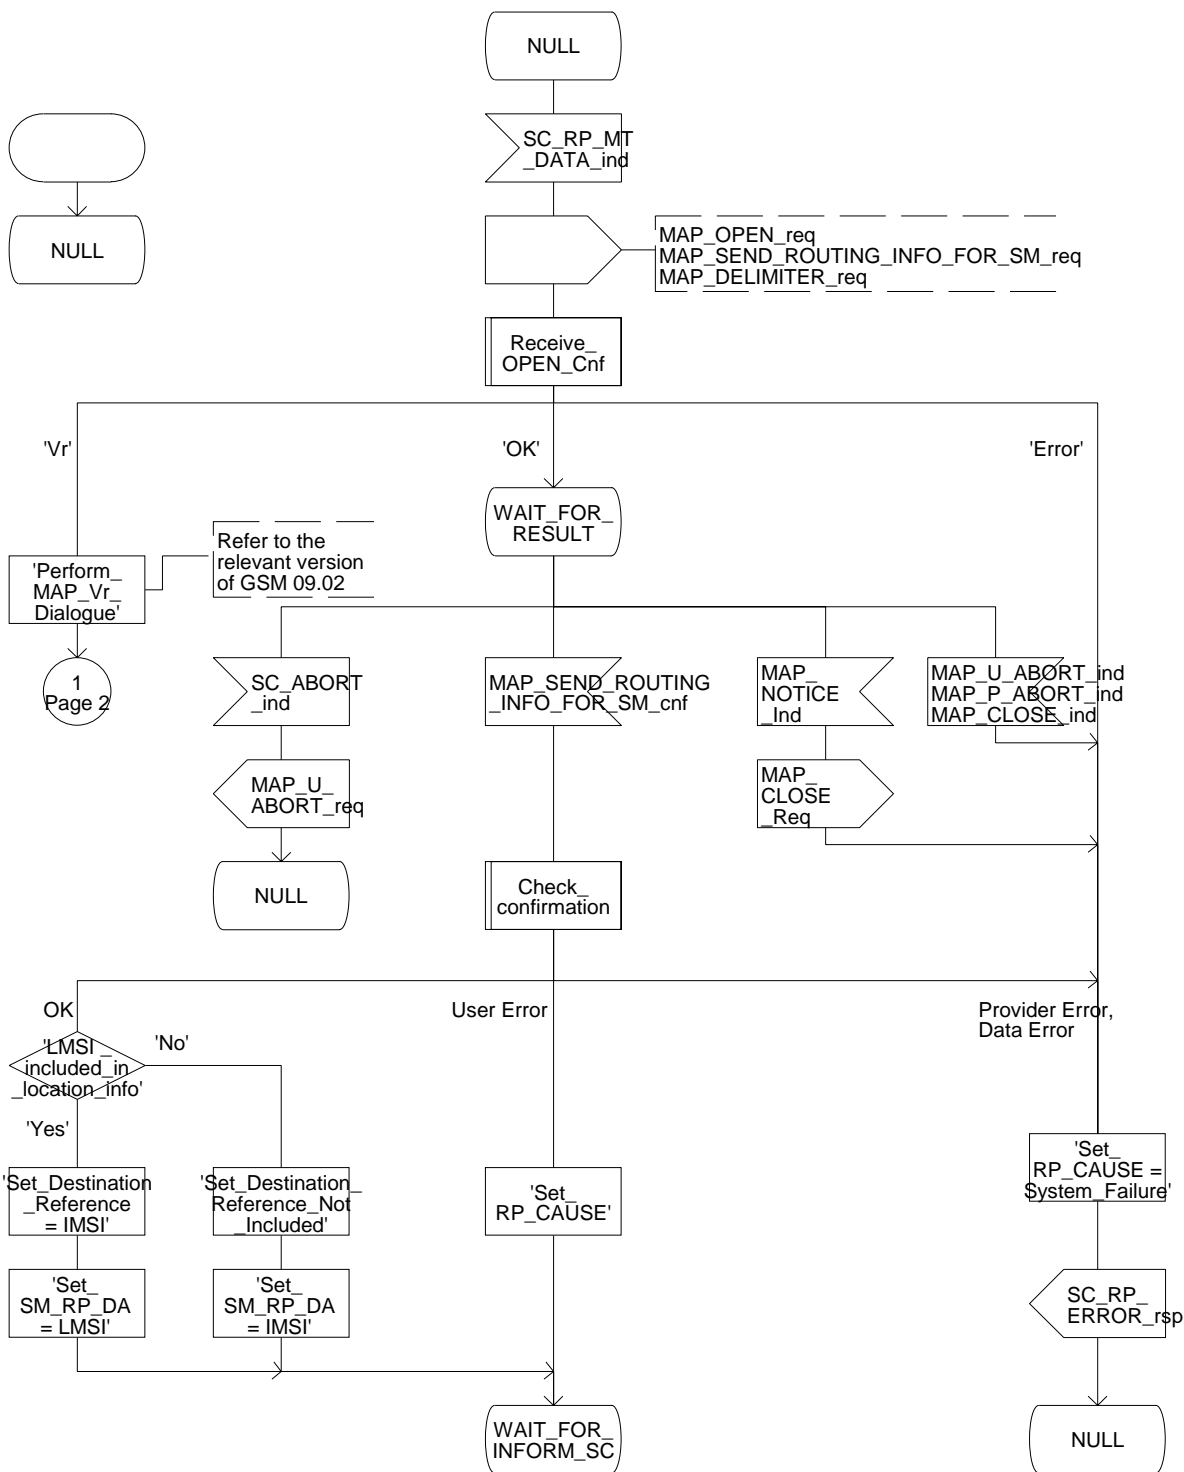 NULL
SC_RP_MT
_DATA_ind
NULL
MAP_OPEN_req
MAP_SEND_ROUTING_INFO_FOR_SM_req
MAP_DELIMITER_req
Receive_
OPEN_Cnf
'Vr'
'OK'
'Error'
WAIT_FOR_
RESULT
Refer to the
relevant version
of GSM 09.02
'Perform_
MAP_Vr_
Dialogue'
1
Page 2
SC_ABORT
_ind
MAP_SEND_ROUTING
_INFO_FOR_SM_cnf
MAP_
NOTICE
_Ind
MAP_U_ABORT_ind
MAP_P_ABORT_ind
MAP_CLOSE_ind
MAP_U_
ABORT_req
MAP_
CLOSE
_Req
NULL
Check_
confirmation
OK
User Error
Provider Error,
Data Error
'LMSI_
included_in
_location_info'
'No'
'Yes'
'Set_Destination
_Reference
= IMSI'
'Set_Destination_
Reference_Not
_Included'
'Set_
RP_CAUSE'
'Set_
RP_CAUSE =
System_Failure'
'Set_
SM_RP_DA
= LMSI'
'Set_
SM_RP_DA
= IMSI'
SC_RP_
ERROR_rsp
WAIT_FOR_
INFORM_SC
NULL